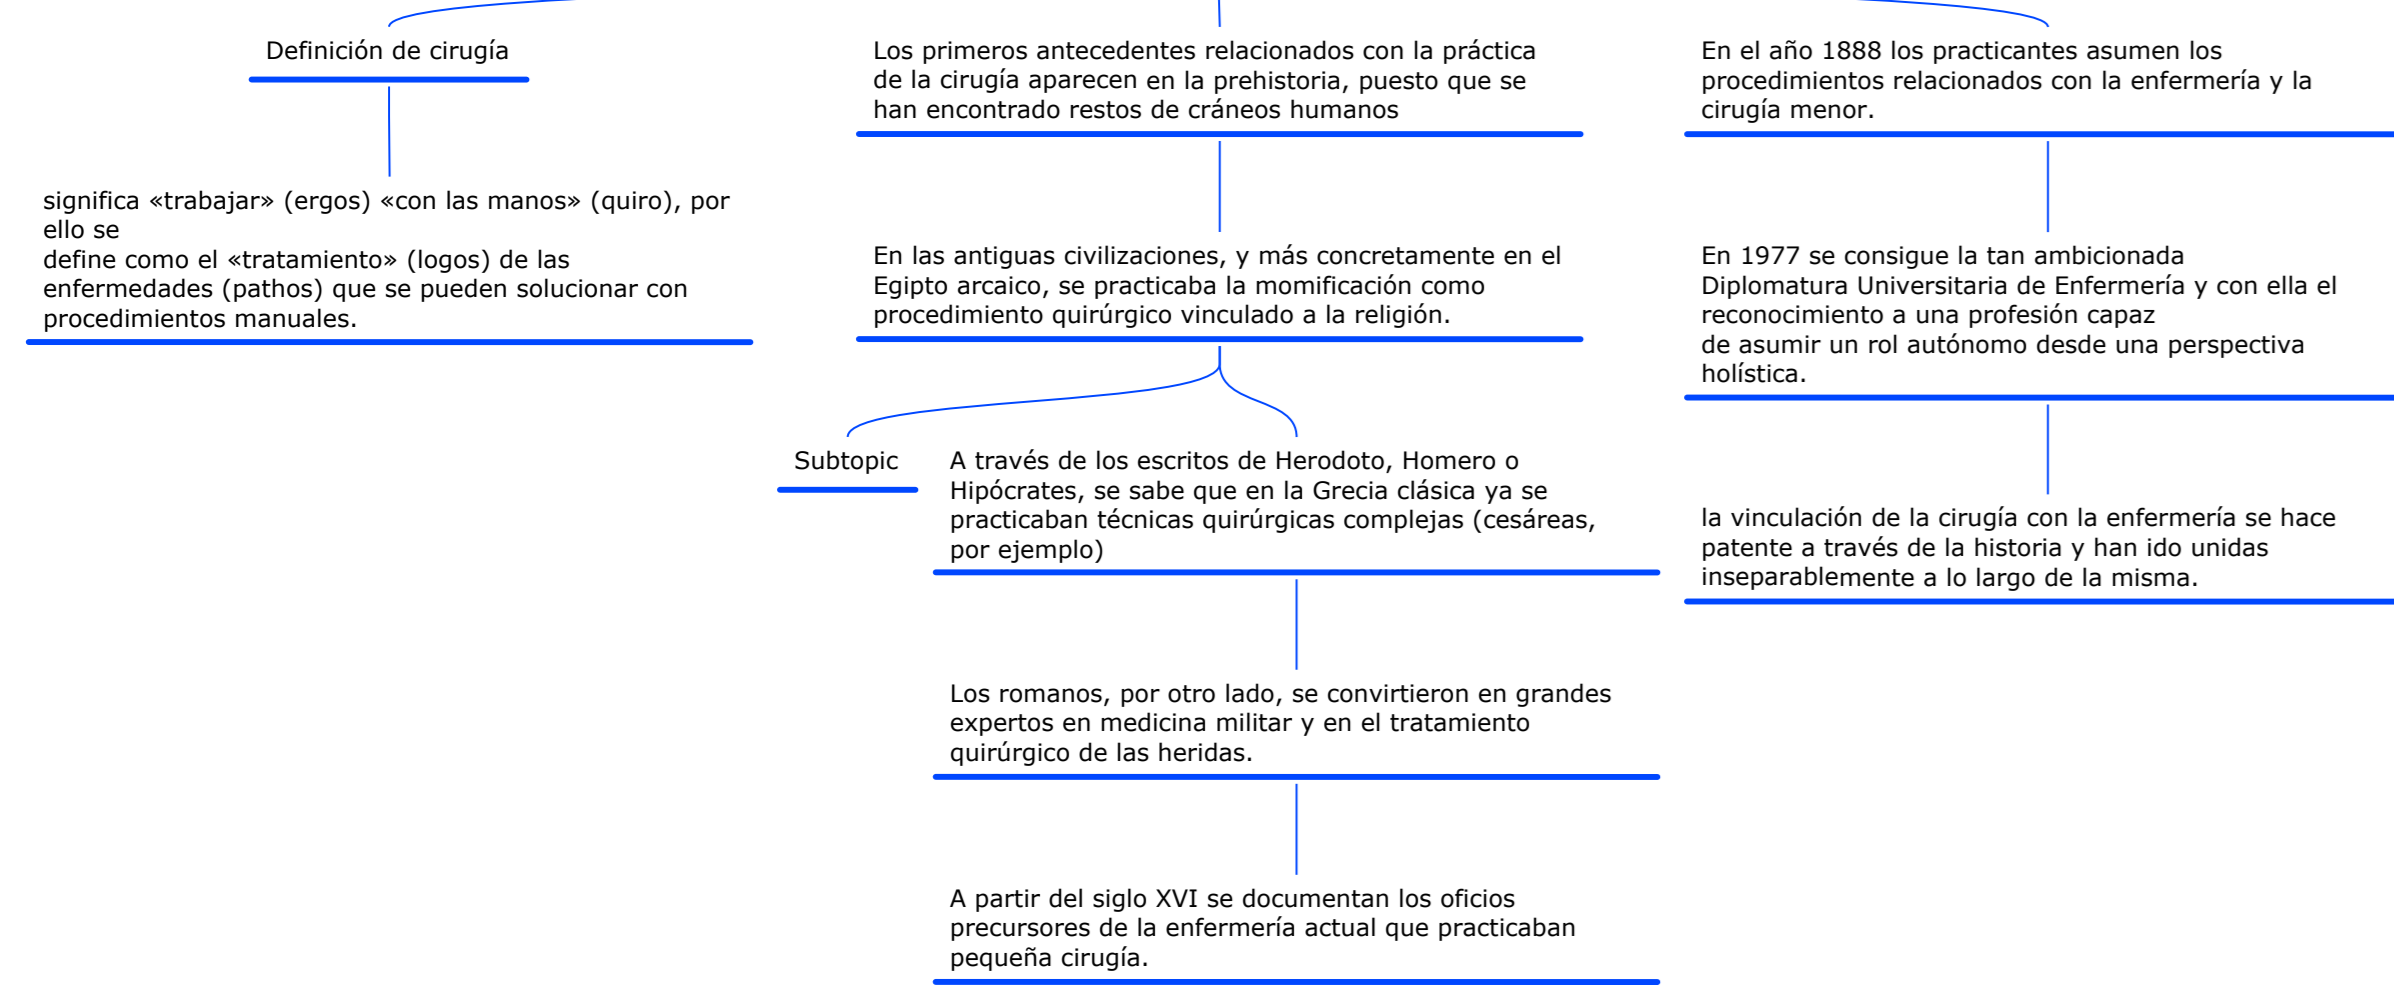 Definición de cirugía
significa «trabajar» (ergos) «con las manos» (quiro), por
ello se
define como el «tratamiento» (logos) de las
enfermedades (pathos) que se pueden solucionar con
procedimientos manuales.
Los primeros antecedentes relacionados con la práctica
de la cirugía aparecen en la prehistoria, puesto que se
han encontrado restos de cráneos humanos
En las antiguas civilizaciones, y más concretamente en el
Egipto arcaico, se practicaba la momificación como
procedimiento quirúrgico vinculado a la religión.
Subtopic
A través de los escritos de Herodoto, Homero o
Hipócrates, se sabe que en la Grecia clásica ya se
practicaban técnicas quirúrgicas complejas (cesáreas,
por ejemplo)
Los romanos, por otro lado, se convirtieron en grandes
expertos en medicina militar y en el tratamiento
quirúrgico de las heridas.
A partir del siglo XVI se documentan los oficios
precursores de la enfermería actual que practicaban
pequeña cirugía.
En el año 1888 los practicantes asumen los
procedimientos relacionados con la enfermería y la
cirugía menor.
En 1977 se consigue la tan ambicionada
Diplomatura Universitaria de Enfermería y con ella el
reconocimiento a una profesión capaz
de asumir un rol autónomo desde una perspectiva
holística.
la vinculación de la cirugía con la enfermería se hace
patente a través de la historia y han ido unidas
inseparablemente a lo largo de la misma.